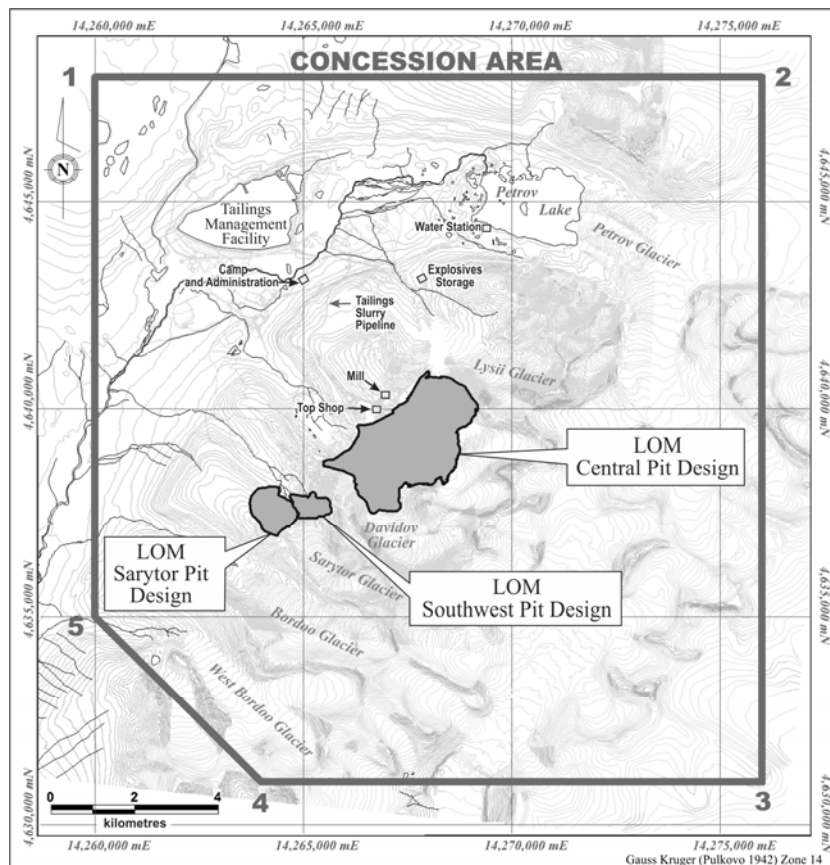 14,260,000 mE
14,265,000 mE
14,270,000 mE
14,275,000 mE
CONCESSION AREA
1
2
N
4,645,000 mN
4,645,000 mN
Petrov
Lake
Tailings
Management
Facility
Water Station
Petrov Glacier
Camp
and Administration
Explosives
Storage
Tailings
Slurry
Pipeline
Lysii Glacier
4,640,000 mN
4,640,000 mN
Mill
Top Shop
LOM
Central Pit Design
Davidov
Glacier
LOM
Sarytor Pit
Design
Sarytor Glacier
LOM
Southwest Pit Design
4,635,000 mN
4,635,000 mN
5
Bordoo Glacier
West Bordoo Glacier
0
2
4
kilometres
4
3
4,630,000 mN
4,630,000 mN
14,260,000 mE
14,265,000 mE
14,270,000 mE
14,275,000 mE
Gauss Kruger (Pulkovo 1942) Zone 14